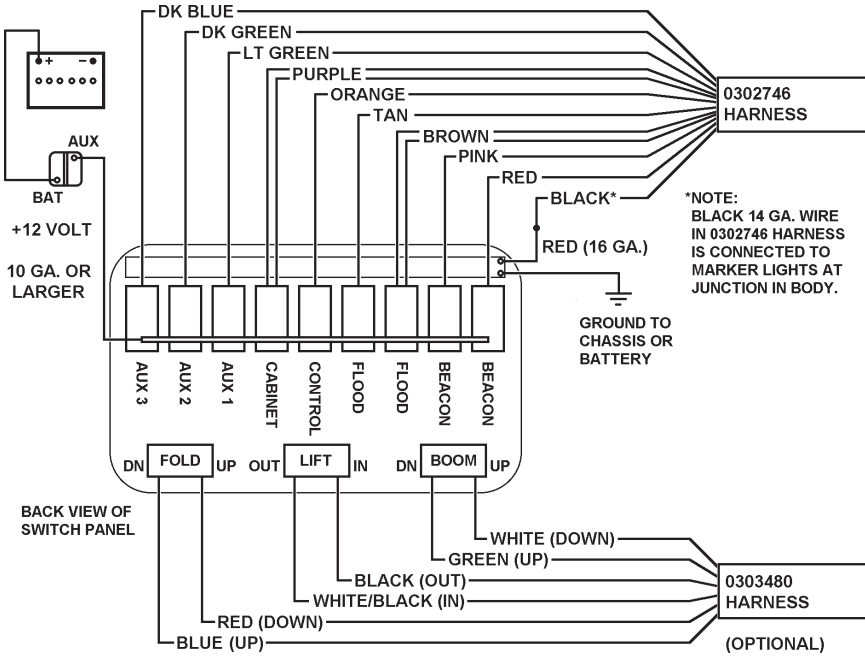 DK BLUE
DK GREEN
LT GREEN
PURPLE
ORANGE
TAN
BROWN
PINK
RED
BLACK*
RED (16 GA.)
0302746
HARNESS
*NOTE:
BLACK 14 GA. WIRE
IN 0302746 HARNESS
IS CONNECTED TO
MARKER LIGHTS AT
JUNCTION IN BODY.
+ -
AUX
BAT
+12 VOLT
10 GA. OR
LARGER
GROUND TO
CHASSIS OR
BATTERY
AUX 3
AUX 2
AUX 1
CABINET
CONTROL
FLOOD
FLOOD
BEACON
BEACON
DN FOLD UP
OUT LIFT IN
DN BOOM UP
BACK VIEW OF
SWITCH PANEL
WHITE (DOWN)
GREEN (UP)
BLACK (OUT)
WHITE/BLACK (IN)
RED (DOWN)
BLUE (UP)
0303480
HARNESS
(OPTIONAL)